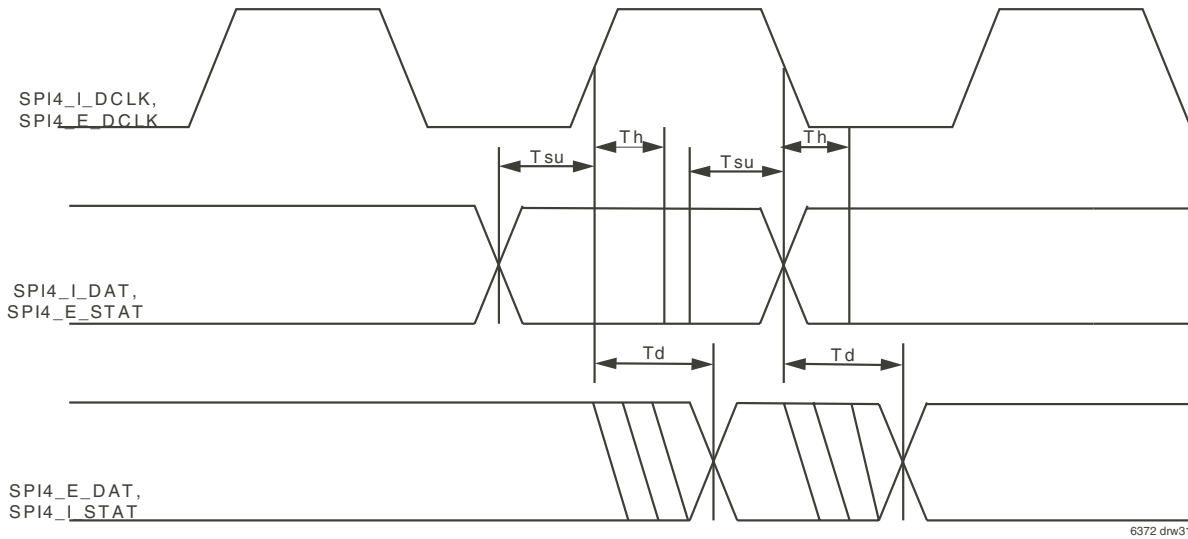 SPI4_I_DCLK,
SPI4_E_DCLK
Th
Th
Tsu
Tsu
SPI4_I_DAT,
SPI4_E_STAT
Td
Td
SPI4_E_DAT,
SPI4_I_STAT
6372 drw31